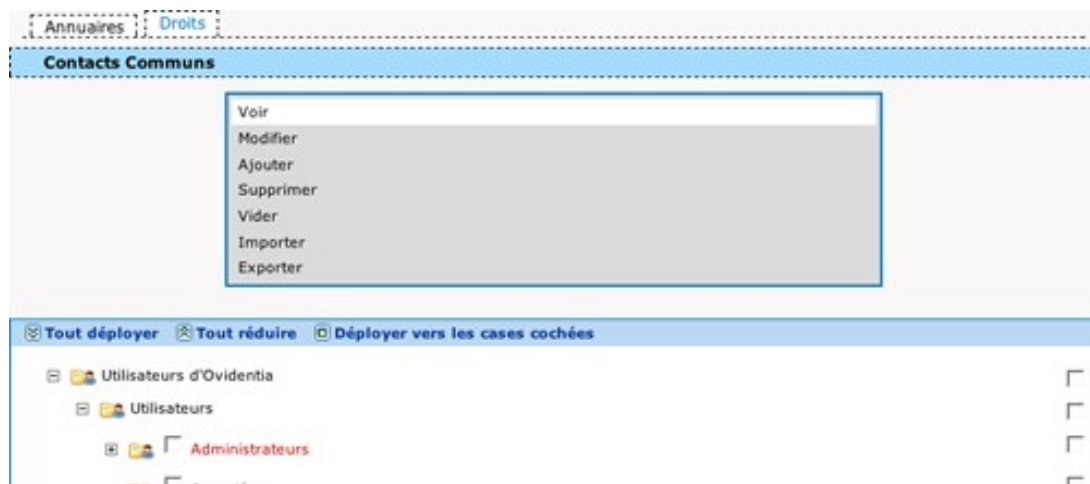 Annuaires Droits
Contacts Communs
Voir
Modifier
Ajouter
Supprimer
Vider
Importer
Exporter
Tout déployer Tout réduire Déployer vers les cases cochées
Utilisateurs d'Ovidentia
Utilisateurs
Administrateurs